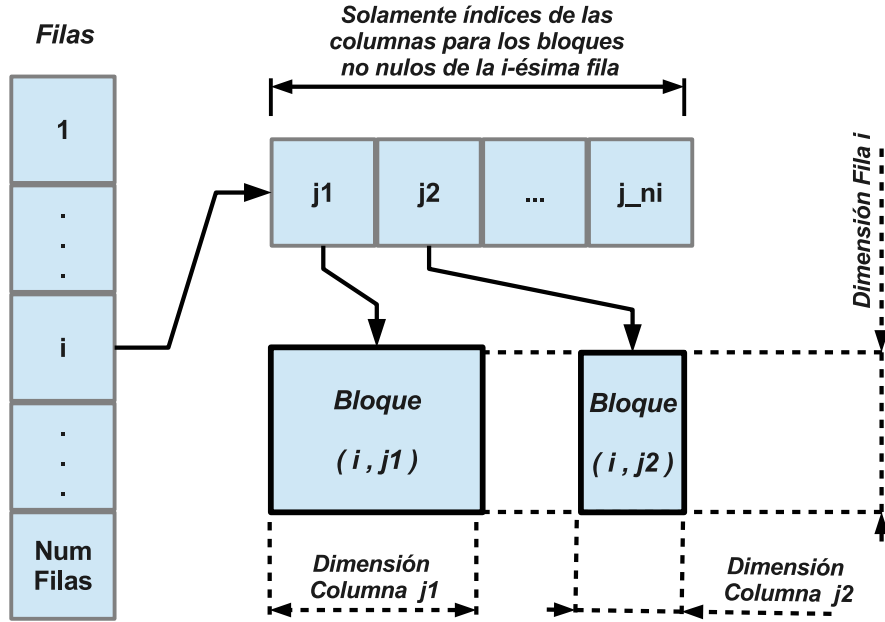 Filas
Solamente índices de las
columnas para los bloques
no nulos de la i-ésima fila
1
.
.
.
i
.
.
.
Num
Filas
j1
j2
...
j_ni
Dimensión Fila i
Bloque
( i , j1 )
Bloque
( i , j2 )
Dimensión
Columna j1
Dimensión
Columna j2